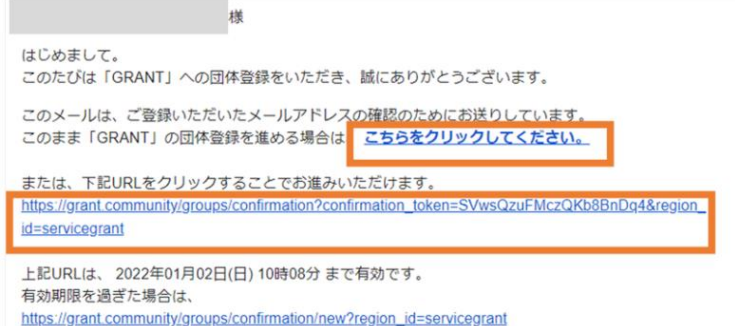 様
はじめまして。
このたびは「GRANT」への団体登録をいただき、誠にありがとうございます。
このメールは、ご登録いただいたメールアドレスの確認のためにお送りしています。
このまま「GRANT」の団体登録を進める場合は こちらをクリックしてください。
または、下記URLをクリックすることでお進みいただけます。
https://grant.community/groups/confirmation?confirmation_token=SVwsQzuFMczQKb8BnDq4&region_
id=servicegrant
上記URLは、 2022年01月02日(日) 10時08分 まで有効です。
有効期限を過ぎた場合は、
https://grant.community/groups/confirmation/new?region_id=servicegrant